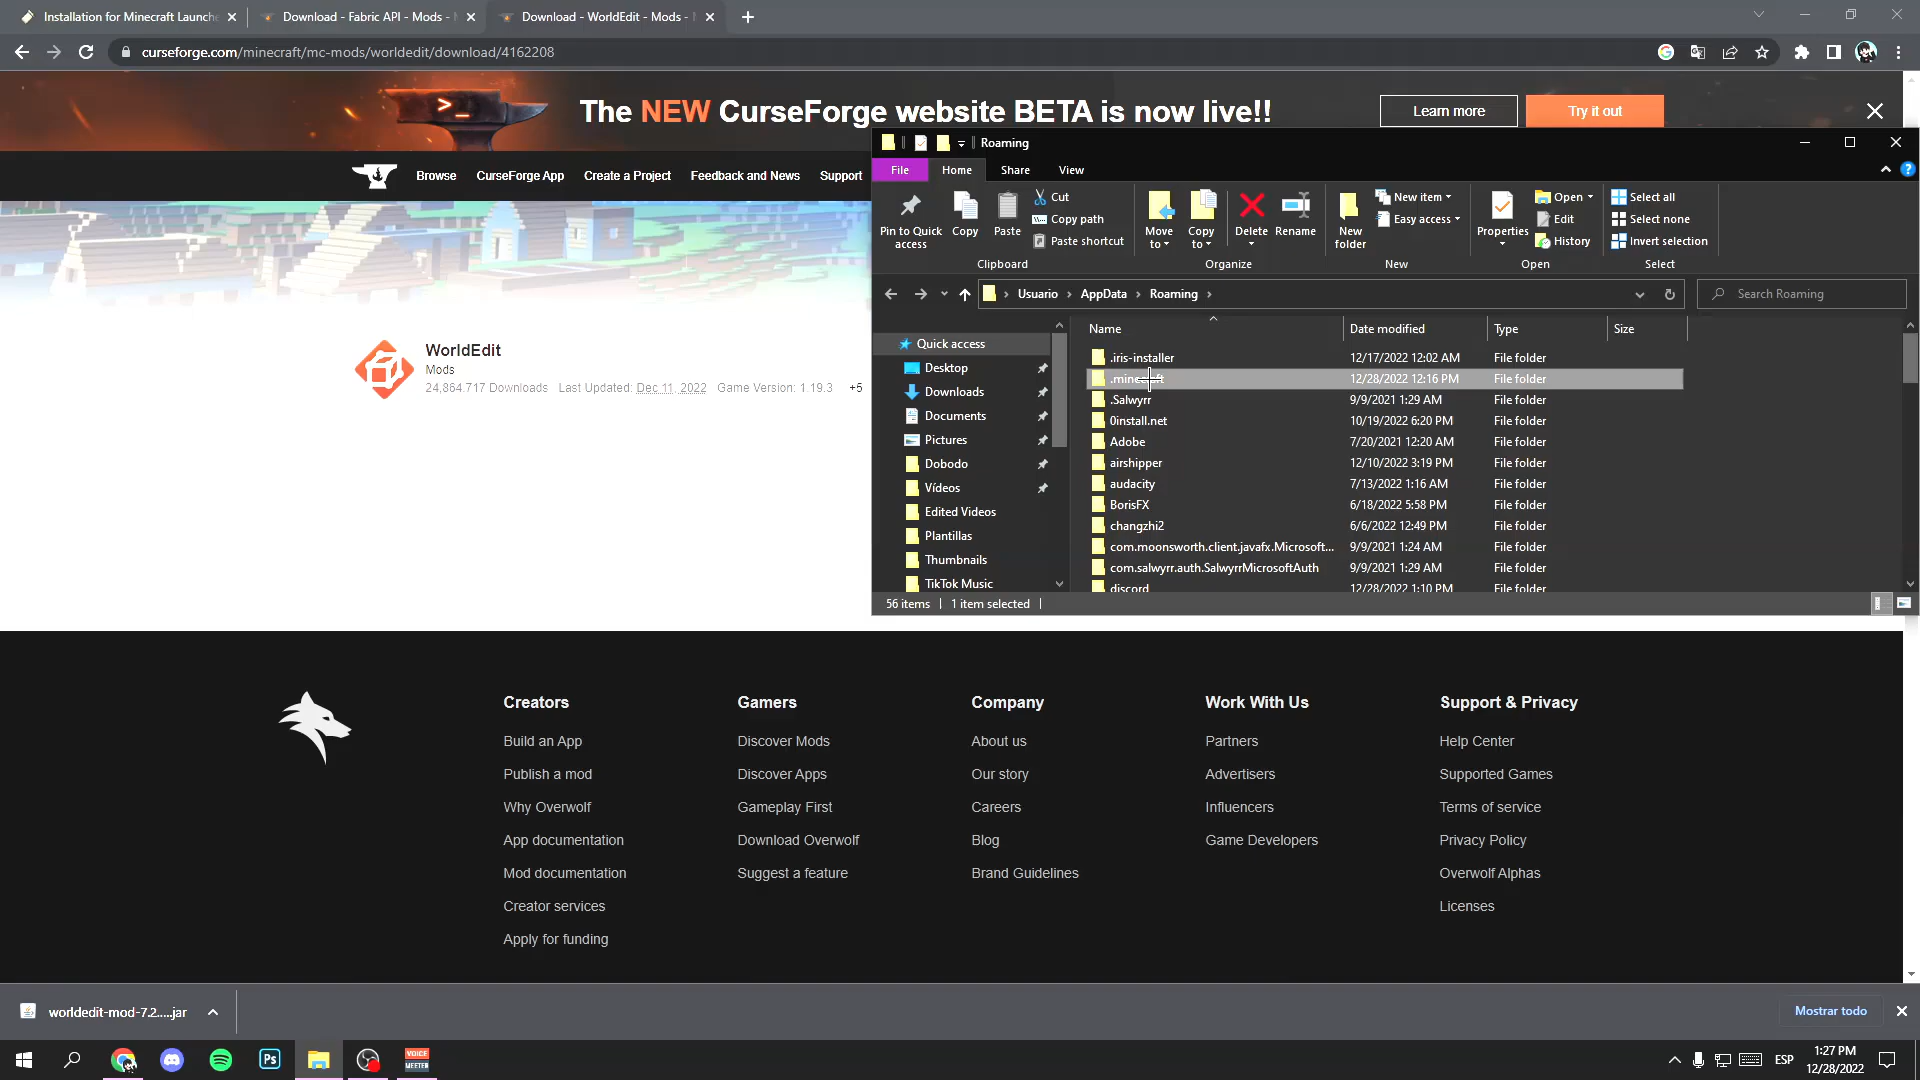 Installation for Minecraft Launche
Download - Fabric API - Mods -
Download - WorldEdit - Mods -
curseforge.com/minecraft/mc-mods/worldedit/download/4162208
The NEW CurseForge website BETA is now live!!
Learn more
Try it out
Browse
CurseForge App
Create a Project
Feedback and News
Support
WorldEdit
Mods
24,864,717 Downloads Last Updated: Dec 11, 2022 Game Version: 1.19.3 +5
Roaming
File
Home
Share
View
Pin to Quick
access
Copy
Paste
Cut
Copy path
Paste shortcut
Clipboard
Move
to
Copy
to
Delete
Rename
Organize
New
folder
New item
Easy access
New
Properties
Open
Edit
History
Open
Select all
Select none
Invert selection
Select
Usuario
AppData
Roaming
Search Roaming
Quick access
Desktop
Downloads
Documents
Pictures
Dobodo
Vídeos
Edited Videos
Plantillas
Thumbnails
TikTok Music
Name Date modified Type Size
.iris-installer 12/17/2022 12:02 AM File folder
.minecraft 12/28/2022 12:16 PM File folder
.Salwyrr 9/9/2021 1:29 AM File folder
0install.net 10/19/2022 6:20 PM File folder
Adobe 7/20/2021 12:20 AM File folder
airshipper 12/10/2022 3:19 PM File folder
audacity 7/13/2022 1:16 AM File folder
BorisFX 6/18/2022 5:58 PM File folder
changzhi2 6/6/2022 12:49 PM File folder
com.moonsworth.client.javafx.Microsoft... 9/9/2021 1:24 AM File folder
com.salwyrr.auth.SalwyrrMicrosoftAuth 9/9/2021 1:29 AM File folder
discord 12/28/2022 1:10 PM File folder
56 items
1 item selected
Creators
Build an App
Publish a mod
Why Overwolf
App documentation
Mod documentation
Creator services
Apply for funding
Gamers
Discover Mods
Discover Apps
Gameplay First
Download Overwolf
Suggest a feature
Company
About us
Our story
Careers
Blog
Brand Guidelines
Work With Us
Partners
Advertisers
Influencers
Game Developers
Support & Privacy
Help Center
Supported Games
Terms of service
Privacy Policy
Overwolf Alphas
Licenses
worldedit-mod-7.2....jar
Mostrar todo
Ps
VOICE
MEETER
ESP
1:27 PM
12/28/2022